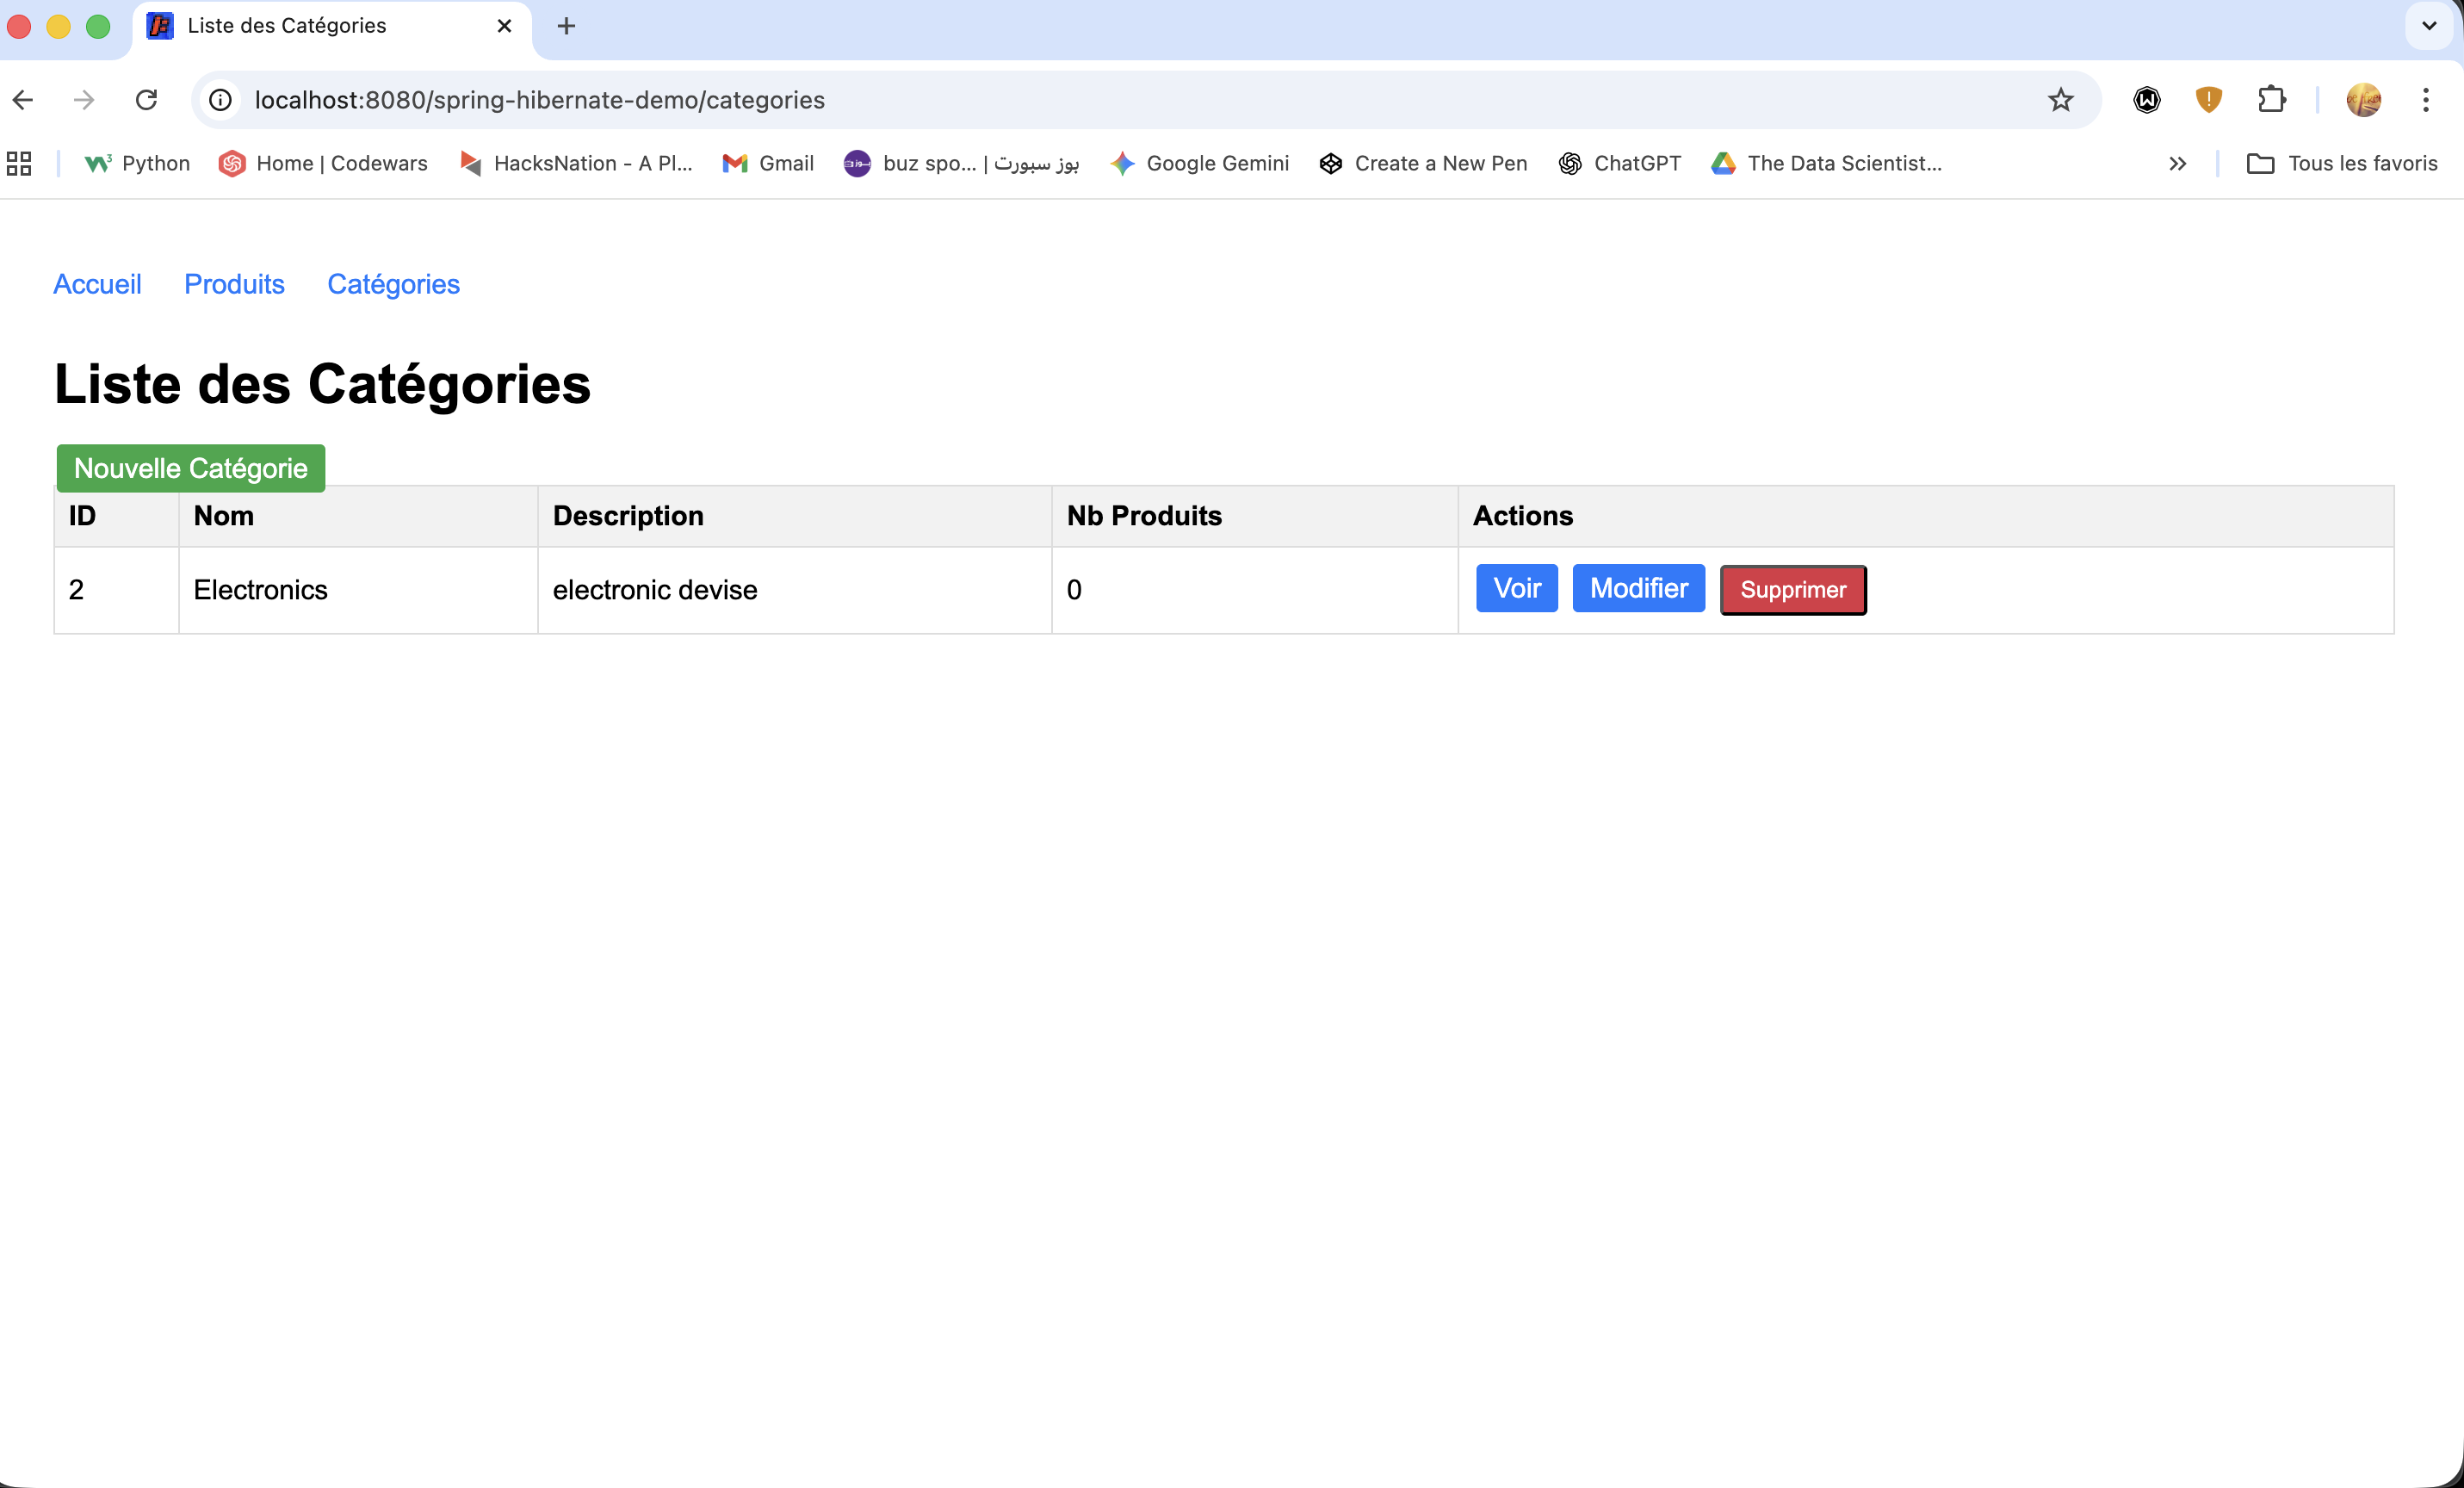 Liste des Catégories
localhost:8080/spring-hibernate-demo/categories
Python Home | Codewars HacksNation - A Pl... Gmail buz spo... | بوز سبورت Google Gemini Create a New Pen ChatGPT The Data Scientist... Tous les favoris
Accueil Produits Catégories
Liste des Catégories
Nouvelle Catégorie
ID Nom Description Nb Produits Actions
2 Electronics electronic devise 0 Voir Modifier Supprimer